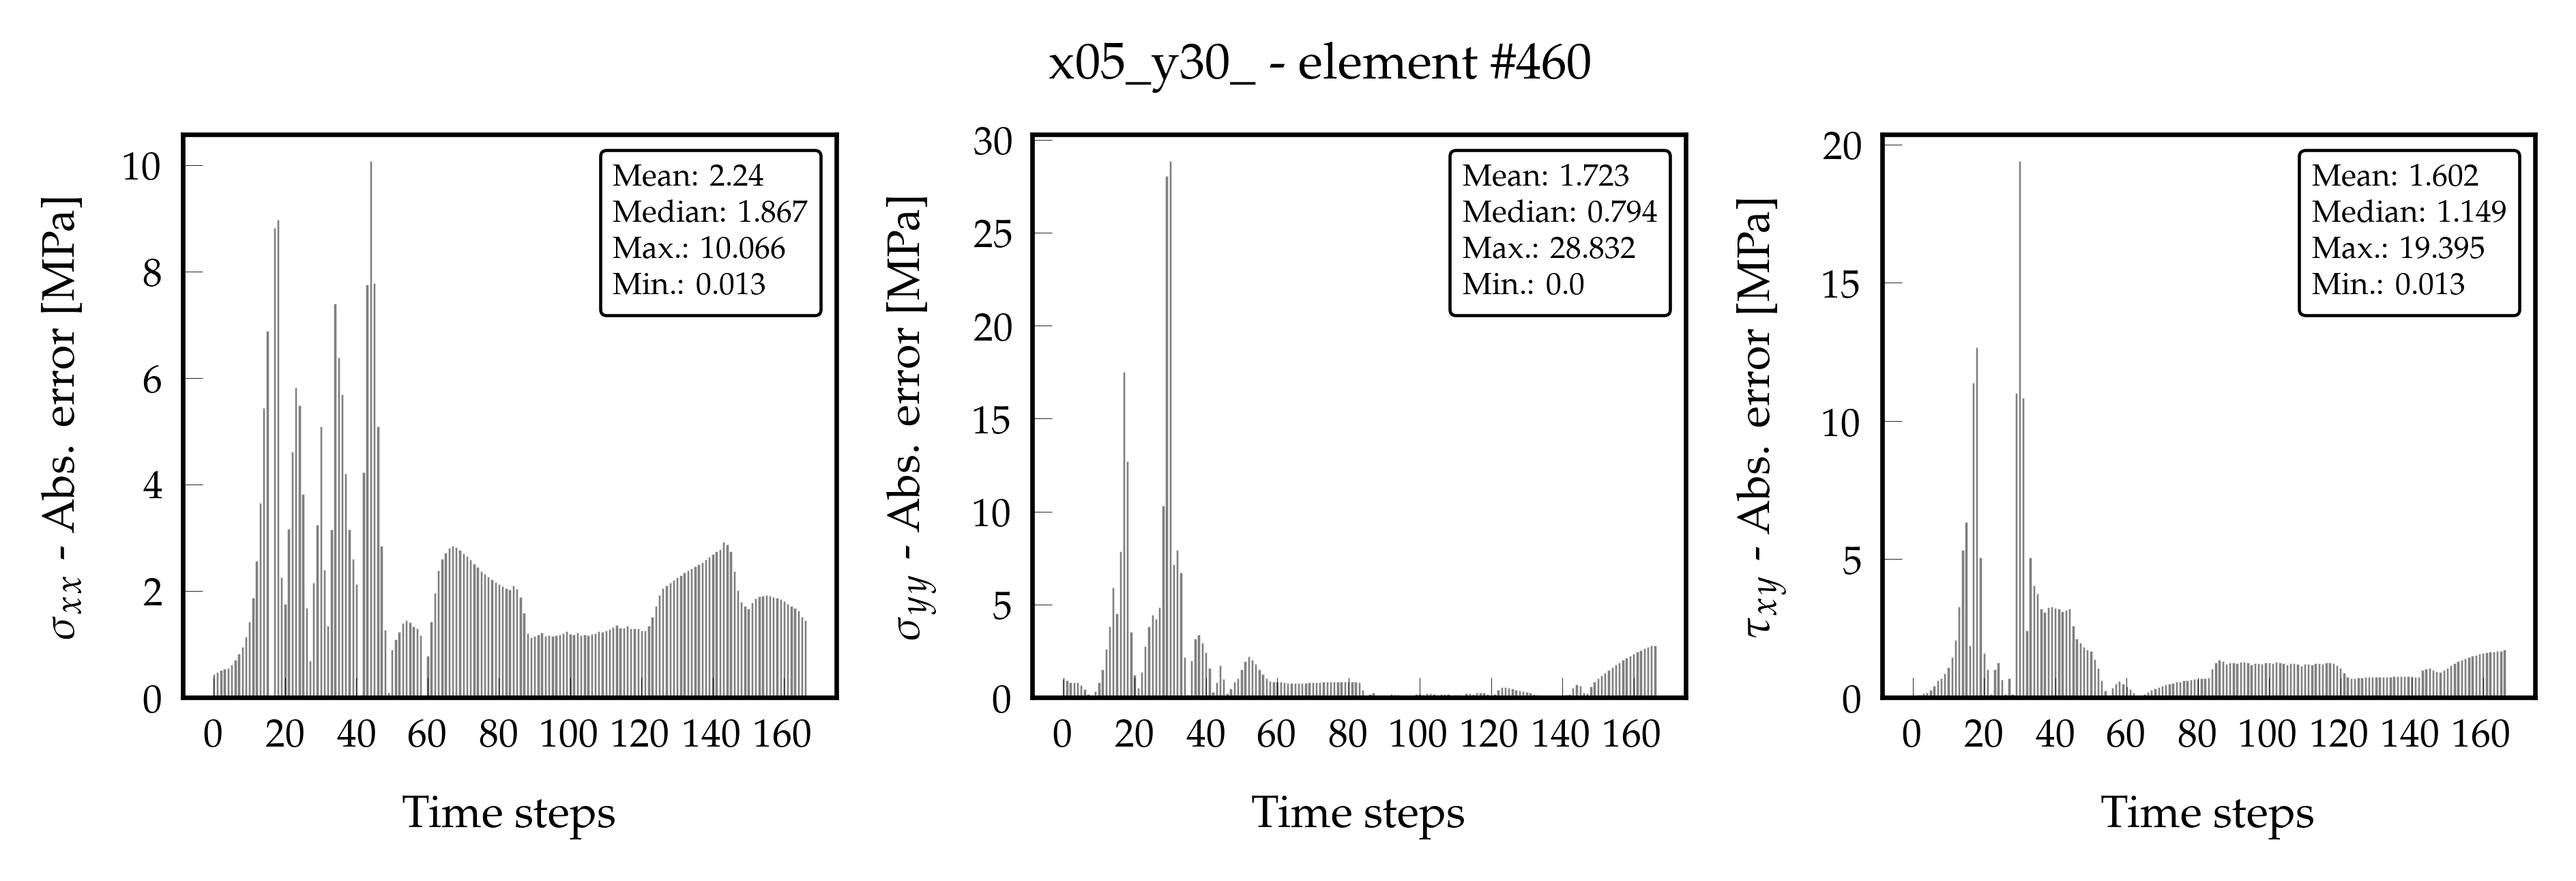 x05_y30_ - element #460
σxx - Abs. error [MPa]
10
8
6
4
2
0
Mean: 2.24
Median: 1.867
Max.: 10.066
Min.: 0.013
0 20 40 60 80 100 120 140 160
Time steps
σyy - Abs. error [MPa]
30
25
20
15
10
5
0
Mean: 1.723
Median: 0.794
Max.: 28.832
Min.: 0.0
0 20 40 60 80 100 120 140 160
Time steps
τxy - Abs. error [MPa]
20
15
10
5
0
Mean: 1.602
Median: 1.149
Max.: 19.395
Min.: 0.013
0 20 40 60 80 100 120 140 160
Time steps